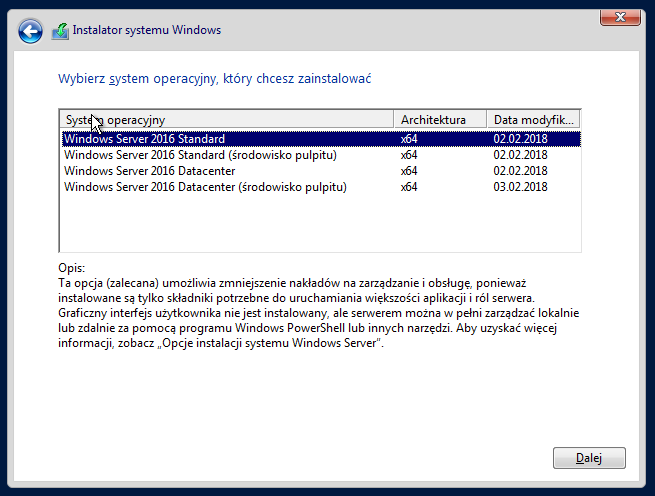 Instalator systemu Windows
Wybierz system operacyjny, który chcesz zainstalować
System operacyjny Architektura Data modyfik...
Windows Server 2016 Standard x64 02.02.2018
Windows Server 2016 Standard (środowisko pulpitu) x64 02.02.2018
Windows Server 2016 Datacenter x64 02.02.2018
Windows Server 2016 Datacenter (środowisko pulpitu) x64 03.02.2018
Opis:
Ta opcja (zalecana) umożliwia zmniejszenie nakładów na zarządzanie i obsługę, ponieważ
instalowane są tylko składniki potrzebne do uruchamiania większości aplikacji i ról serwera.
Graficzny interfejs użytkownika nie jest instalowany, ale serwerem można w pełni zarządzać lokalnie
lub zdalnie za pomocą programu Windows PowerShell lub innych narzędzi. Aby uzyskać więcej
informacji, zobacz „Opcje instalacji systemu Windows Server”.
Dalej